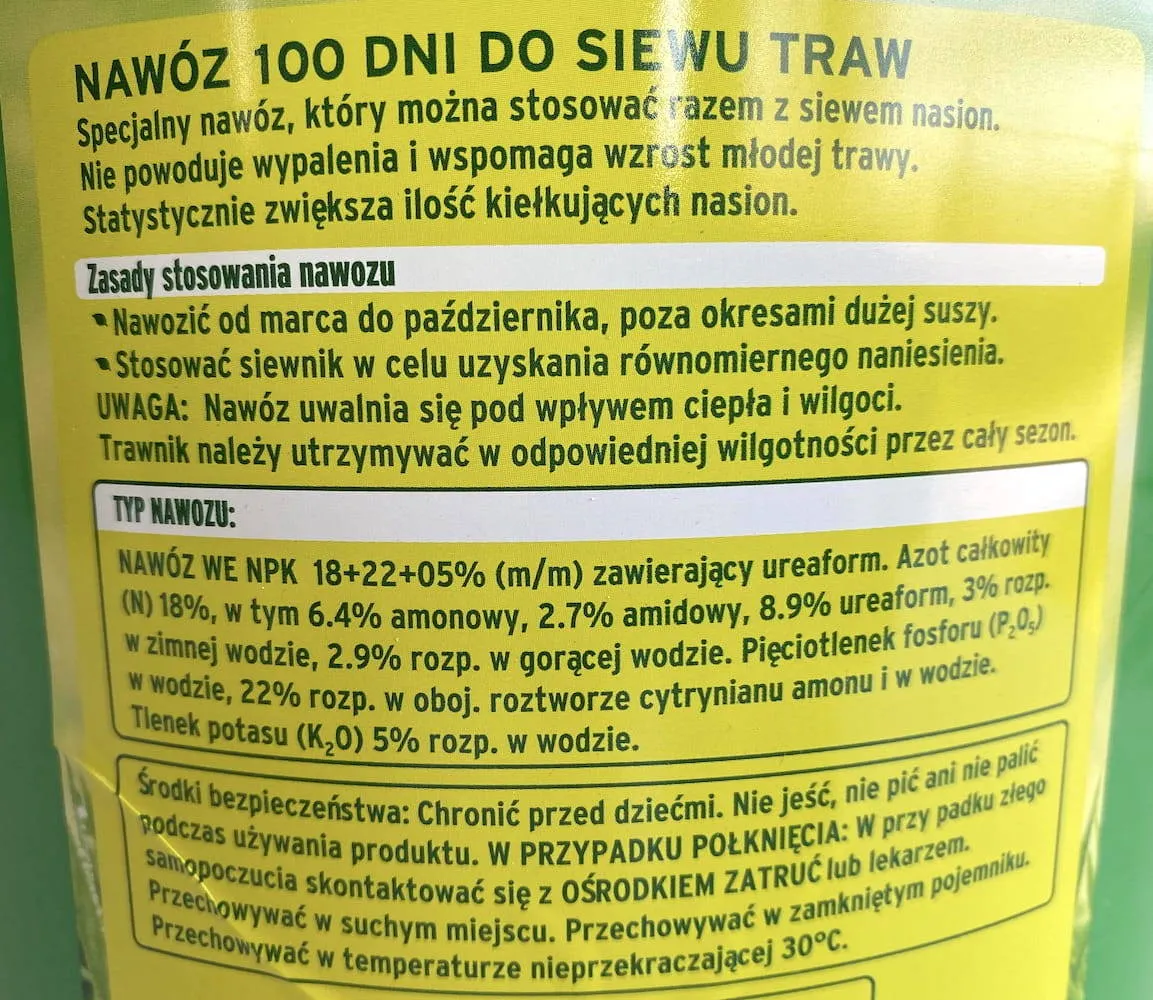 NAWÓZ 100 DNI DO SIEWU TRAW
Specjalny nawóz, który można stosować razem z siewem nasion.
Nie powoduje wypalenia i wspomaga wzrost młodej trawy.
Statystycznie zwiększa ilość kiełkujących nasion.
Zasady stosowania nawozu
Nawozić od marca do października, poza okresami dużej suszy.
Stosować siewnik w celu uzyskania równomiernego naniesienia.
UWAGA: Nawóz uwalnia się pod wpływem ciepła i wilgoci.
Trawnik należy utrzymywać w odpowiedniej wilgotności przez cały sezon.
TYP NAWOZU:
NAWÓZ WE NPK 18+22+05% (m/m) zawierający ureaform. Azot całkowity
(N) 18%, w tym 6.4% amonowy, 2.7% amidowy, 8.9% ureaform, 3% rozp.
w zimnej wodzie, 2.9% rozp. w gorącej wodzie. Pięciotlenek fosforu (P₂O₅)
w wodzie, 22% rozp. w oboj. roztworze cytrynianu amonu i w wodzie.
Tlenek potasu (K₂O) 5% rozp. w wodzie.
Środki bezpieczeństwa: Chronić przed dziećmi. Nie jeść, nie pić ani nie palić
podczas używania produktu. W PRZYPADKU POŁKNIĘCIA: W przy padku złego
samopoczucia skontaktować się z OŚRODKIEM ZATRUĆ lub lekarzem.
Przechowywać w suchym miejscu. Przechowywać w zamkniętym pojemniku.
Przechowywać w temperaturze nieprzekraczającej 30°C.